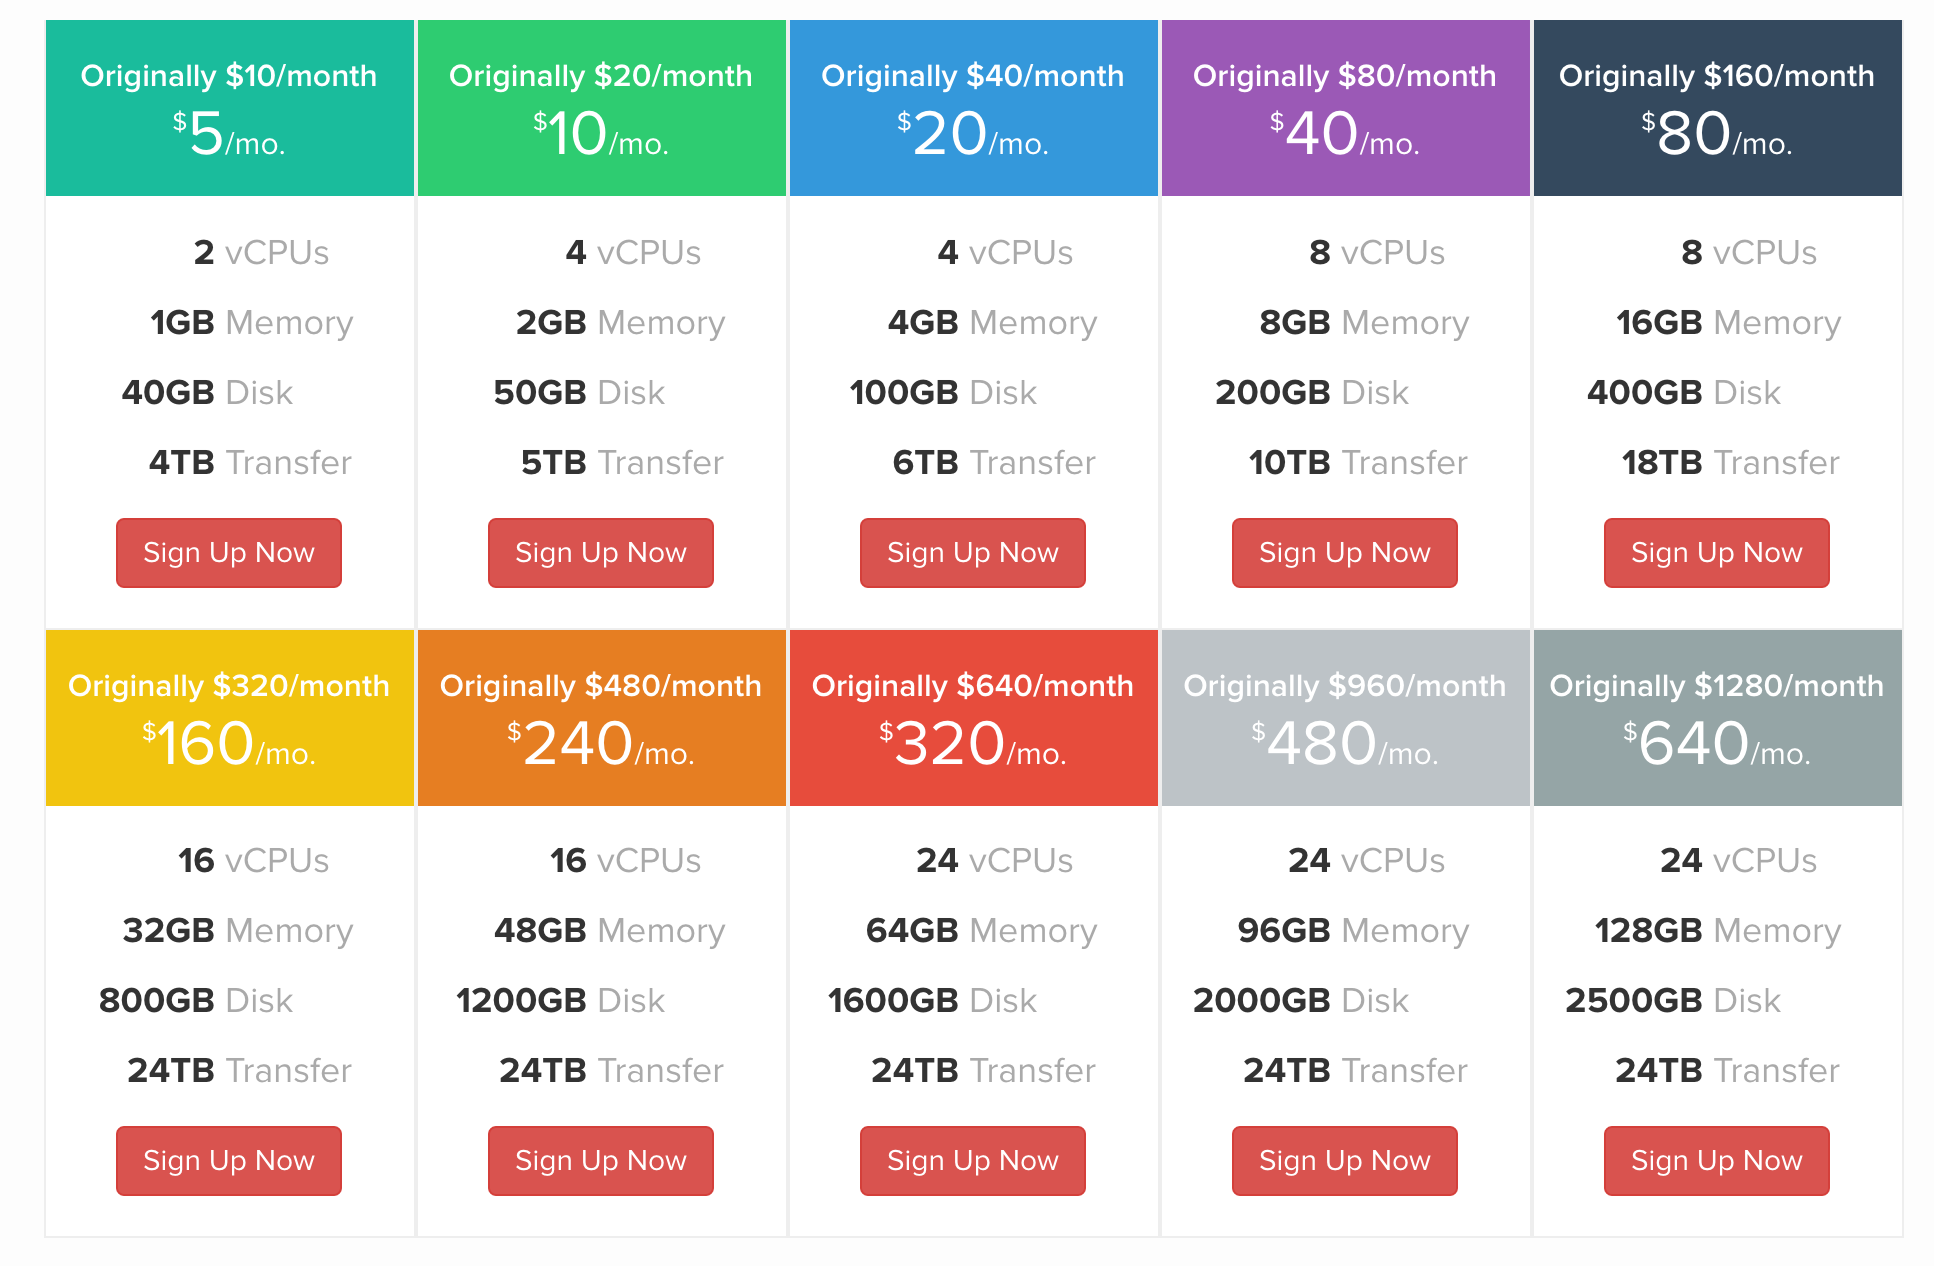 Originally $10/month
$5/mo.
2 vCPUs
1GB Memory
40GB Disk
4TB Transfer
Sign Up Now
Originally $20/month
$10/mo.
4 vCPUs
2GB Memory
50GB Disk
5TB Transfer
Sign Up Now
Originally $40/month
$20/mo.
4 vCPUs
4GB Memory
100GB Disk
6TB Transfer
Sign Up Now
Originally $80/month
$40/mo.
8 vCPUs
8GB Memory
200GB Disk
10TB Transfer
Sign Up Now
Originally $160/month
$80/mo.
8 vCPUs
16GB Memory
400GB Disk
18TB Transfer
Sign Up Now
Originally $320/month
$160/mo.
16 vCPUs
32GB Memory
800GB Disk
24TB Transfer
Sign Up Now
Originally $480/month
$240/mo.
16 vCPUs
48GB Memory
1200GB Disk
24TB Transfer
Sign Up Now
Originally $640/month
$320/mo.
24 vCPUs
64GB Memory
1600GB Disk
24TB Transfer
Sign Up Now
Originally $960/month
$480/mo.
24 vCPUs
96GB Memory
2000GB Disk
24TB Transfer
Sign Up Now
Originally $1280/month
$640/mo.
24 vCPUs
128GB Memory
2500GB Disk
24TB Transfer
Sign Up Now